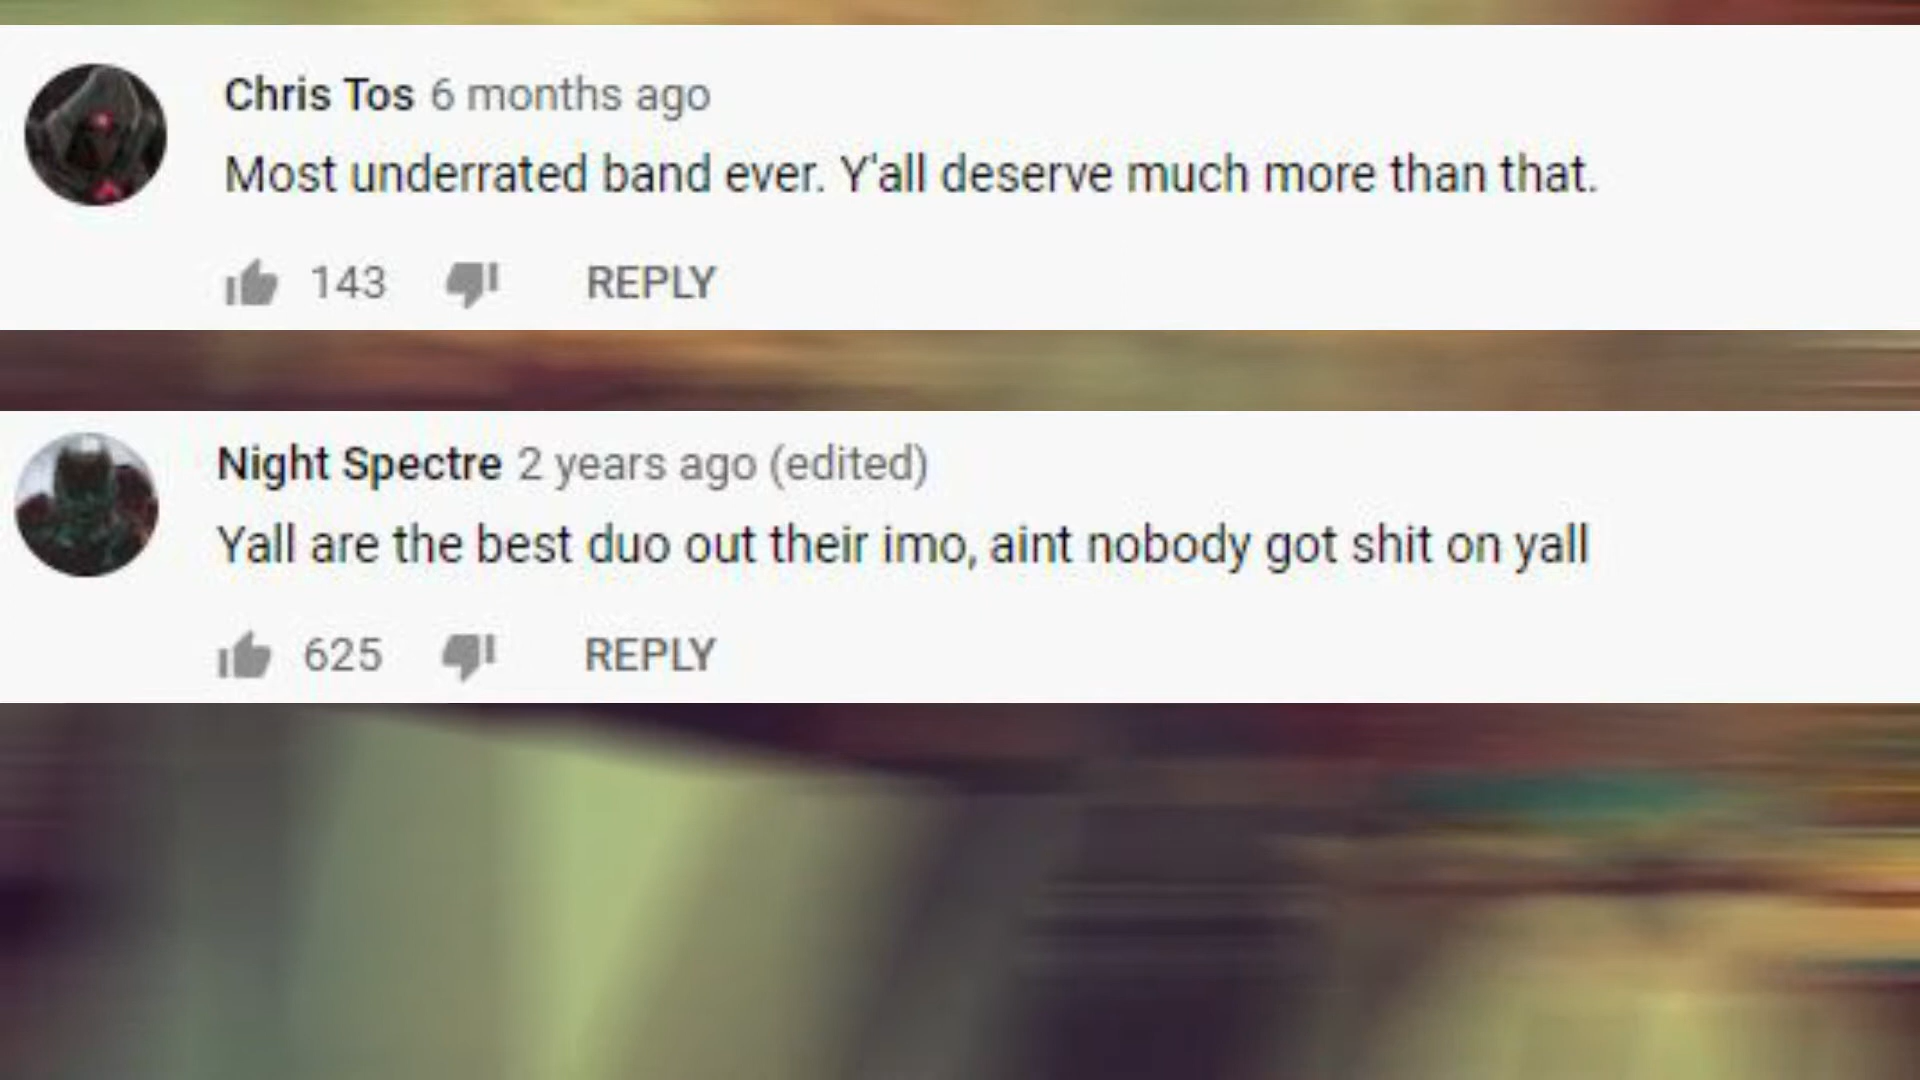 Chris Tos 6 months ago
Most underrated band ever. Y'all deserve much more than that.
143 REPLY
Night Spectre 2 years ago (edited)
Yall are the best duo out their imo, aint nobody got shit on yall
625 REPLY